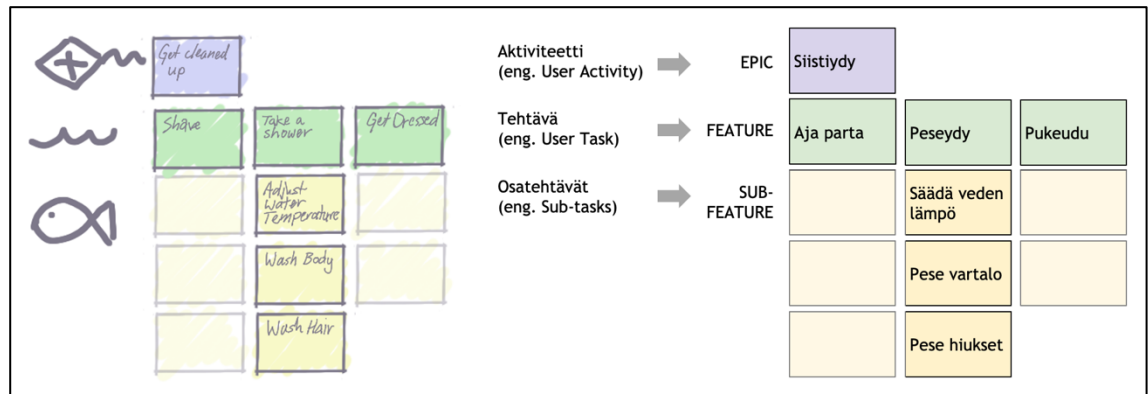 Get cleaned
up
Shave
Take a
shower
Get Dressed
Adjust
Water
Temperature
Wash Body
Wash Hair
Aktiviteetti
(eng. User Activity)
EPIC
Siistiydy
Tehtävä
(eng. User Task)
FEATURE
Aja parta
Peseydy
Pukeudu
Osatehtävät
(eng. Sub-tasks)
SUB-
FEATURE
Säädä veden
lämpö
Pese vartalo
Pese hiukset